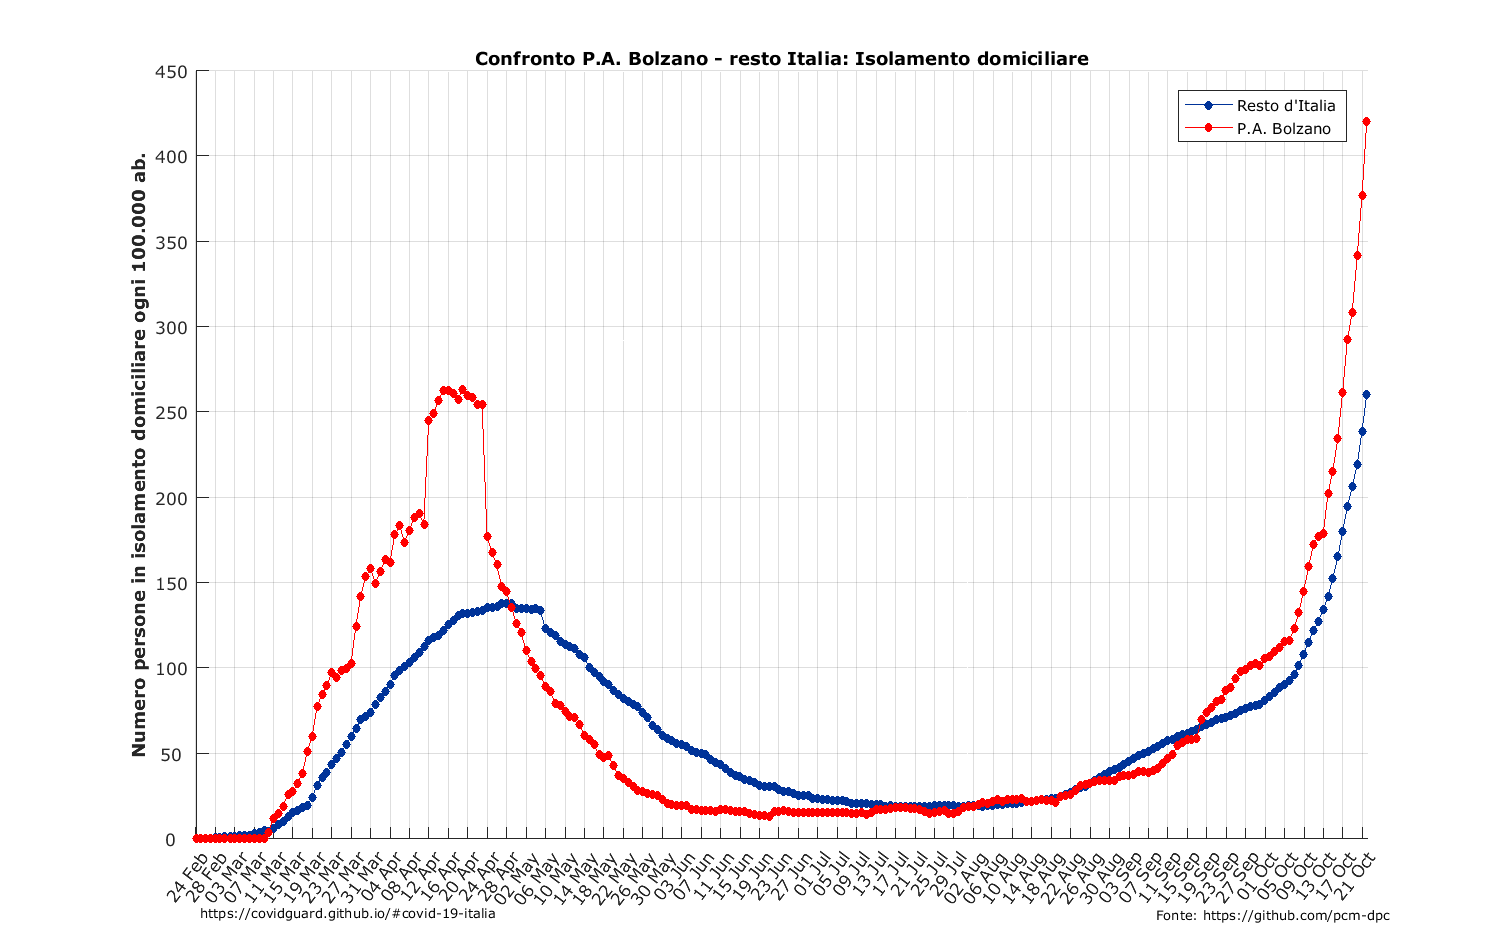 Confronto P.A. Bolzano - resto Italia: Isolamento domiciliare
Resto d'Italia
P.A. Bolzano
Numero persone in isolamento domiciliare ogni 100.000 ab.
450
400
350
300
250
200
150
100
50
0
24 Feb
28 Feb
03 Mar
07 Mar
11 Mar
15 Mar
19 Mar
23 Mar
27 Mar
31 Mar
04 Apr
08 Apr
12 Apr
16 Apr
20 Apr
24 Apr
28 Apr
02 May
06 May
10 May
14 May
18 May
22 May
26 May
30 May
03 Jun
07 Jun
11 Jun
15 Jun
19 Jun
23 Jun
27 Jun
01 Jul
05 Jul
09 Jul
13 Jul
17 Jul
21 Jul
25 Jul
29 Jul
02 Aug
06 Aug
10 Aug
14 Aug
18 Aug
22 Aug
26 Aug
30 Aug
03 Sep
07 Sep
11 Sep
15 Sep
19 Sep
23 Sep
27 Sep
01 Oct
05 Oct
09 Oct
13 Oct
17 Oct
21 Oct
https://covidguard.github.io/#covid-19-italia
Fonte: https://github.com/pcm-dpc